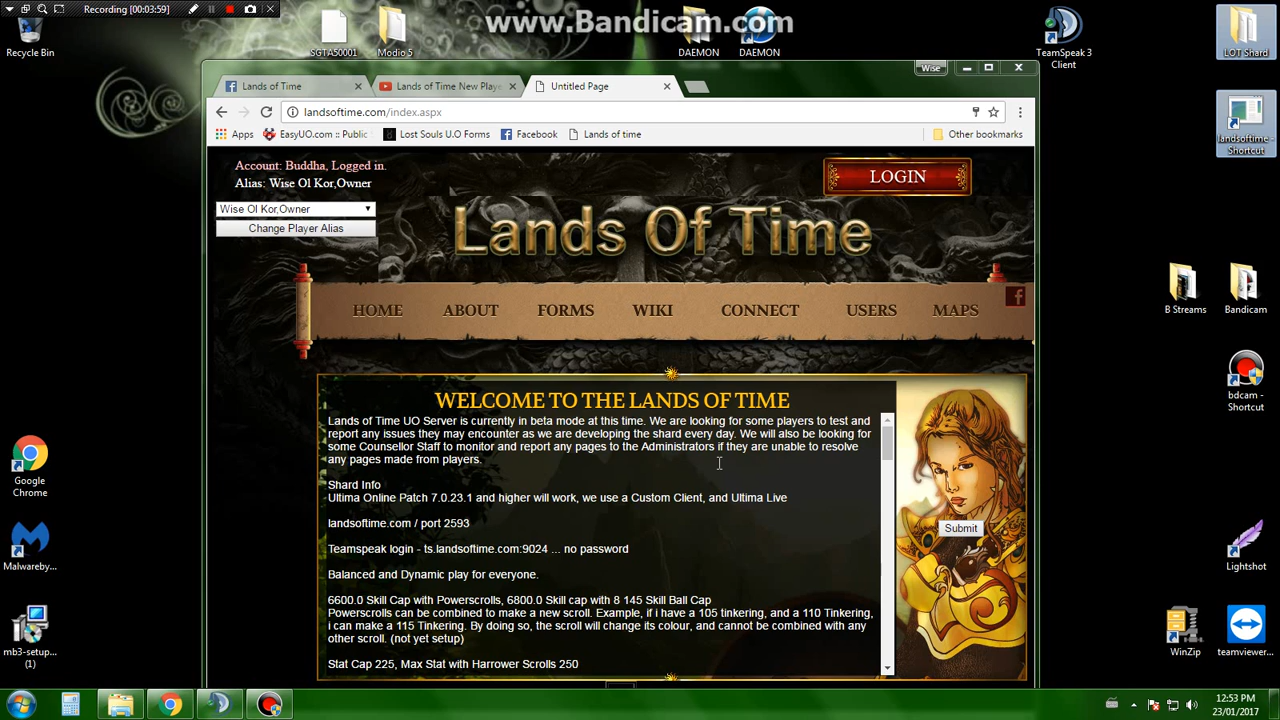 Recording [00:03:59]
www.Bandicam.com
Recycle Bin
SGTA50001
Modio 5
DAEMON
DAEMON
TeamSpeak 3
Client
LOT Shard
Wise
Lands of Time
Lands of Time New Playe
Untitled Page
landsoftime.com/index.aspx
Apps
EasyUO.com :: Public
Lost Souls U.O Forms
Facebook
Lands of time
Other bookmarks
landsoftime -
Shortcut
Account: Buddha, Logged in.
Alias: Wise Ol Kor,Owner
Wise Ol Kor,Owner
Change Player Alias
LOGIN
Lands Of Time
HOME
ABOUT
FORMS
WIKI
CONNECT
USERS
MAPS
f
B Streams
Bandicam
WELCOME TO THE LANDS OF TIME
Lands of Time UO Server is currently in beta mode at this time. We are looking for some players to test and
report any issues they may encounter as we are developing the shard every day. We will also be looking for
some Counsellor Staff to monitor and report any pages to the Administrators if they are unable to resolve
any pages made from players.
Shard Info
Ultima Online Patch 7.0.23.1 and higher will work, we use a Custom Client, and Ultima Live
landsoftime.com / port 2593
Teamspeak login - ts.landsoftime.com:9024 ... no password
Balanced and Dynamic play for everyone.
6600.0 Skill Cap with Powerscrolls, 6800.0 Skill cap with 8 145 Skill Ball Cap
Powerscrolls can be combined to make a new scroll. Example, if i have a 105 tinkering, and a 110 Tinkering,
i can make a 115 Tinkering. By doing so, the scroll will change its colour, and cannot be combined with any
other scroll. (not yet setup)
Stat Cap 225, Max Stat with Harrower Scrolls 250
Submit
bdcam -
Shortcut
Google
Chrome
Malwareby...
Lightshot
mb3-setup...
(1)
WinZip
teamviewer...
12:53 PM
23/01/2017